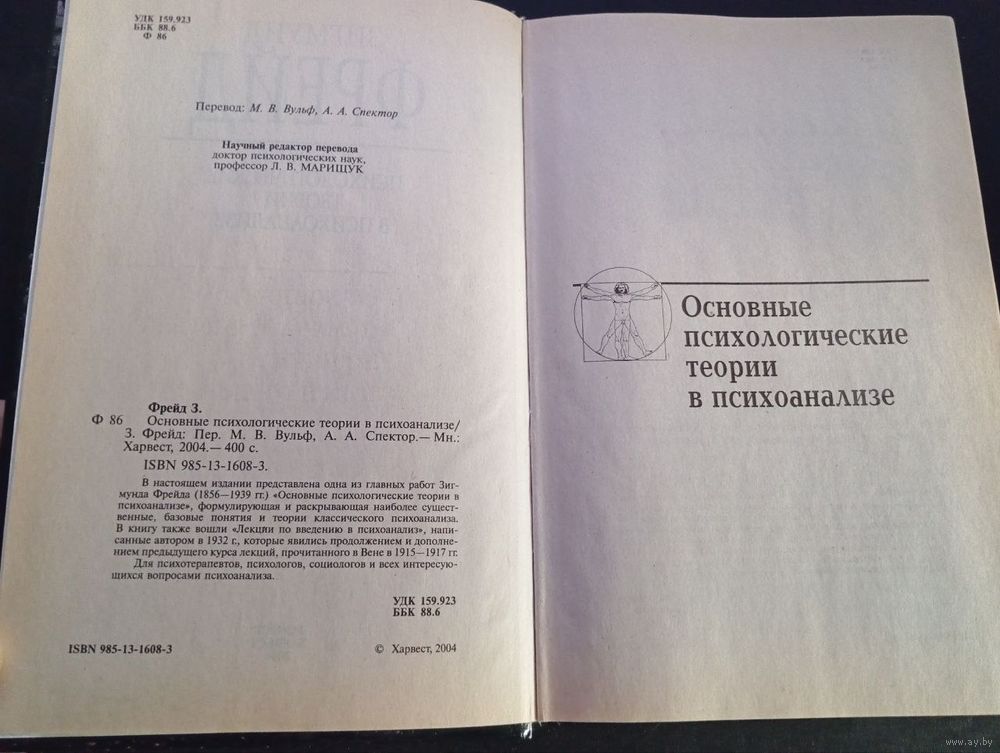 УДК 159.923
ББК 88.6
Ф 86
Перевод: М. В. Вульф, А. А. Спектор
Научный редактор перевода
доктор психологических наук,
профессор Л. В. МАРИЩУК
Фрейд З.
Ф 86 Основные психологические теории в психоанализе/
З. Фрейд: Пер. М. В. Вульф, А. А. Спектор.— Мн.:
Харвест, 2004.— 400 с.
ISBN 985-13-1608-3.
В настоящем издании представлена одна из главных работ Зиг-
мунда Фрейда (1856—1939 гг.) «Основные психологические теории в
психоанализе», формулирующая и раскрывающая наиболее сущест-
венные, базовые понятия и теории классического психоанализа.
В книгу также вошли «Лекции по введению в психоанализ», напи-
санные автором в 1932 г., которые явились продолжением и дополне-
нием предыдущего курса лекций, прочитанного в Вене в 1915—1917 гг.
Для психотерапевтов, психологов, социологов и всех интересую-
щихся вопросами психоанализа.
УДК 159.923
ББК 88.6
ISBN 985-13-1608-3
© Харвест, 2004
Основные
психологические
теории
в психоанализе
www.ay.by